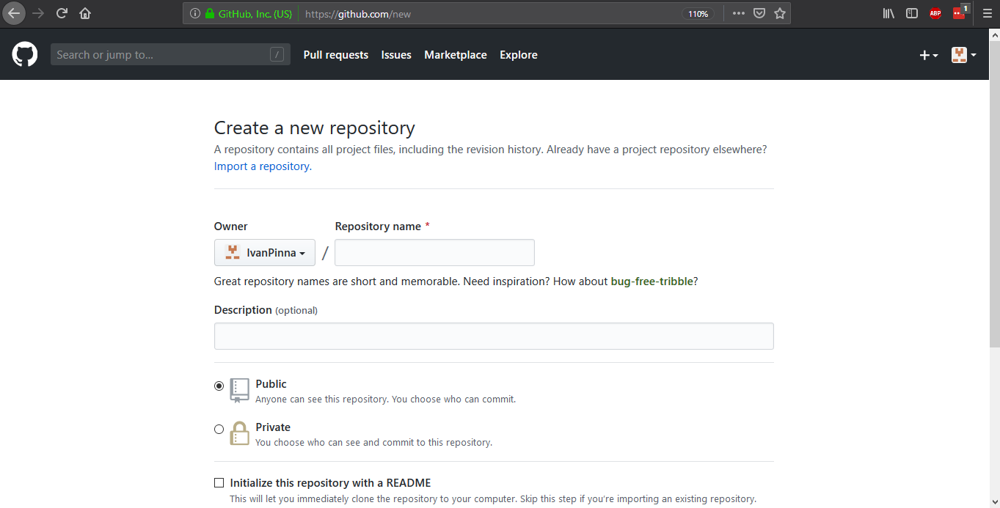 GitHub, Inc. (US) https://github.com/new 110% ABP 1
Search or jump to... / Pull requests Issues Marketplace Explore
Create a new repository
A repository contains all project files, including the revision history. Already have a project repository elsewhere?
Import a repository.
Owner Repository name *
IvanPinna / 
Great repository names are short and memorable. Need inspiration? How about bug-free-tribble?
Description (optional)
Public
Anyone can see this repository. You choose who can commit.
Private
You choose who can see and commit to this repository.
Initialize this repository with a README
This will let you immediately clone the repository to your computer. Skip this step if you're importing an existing repository.